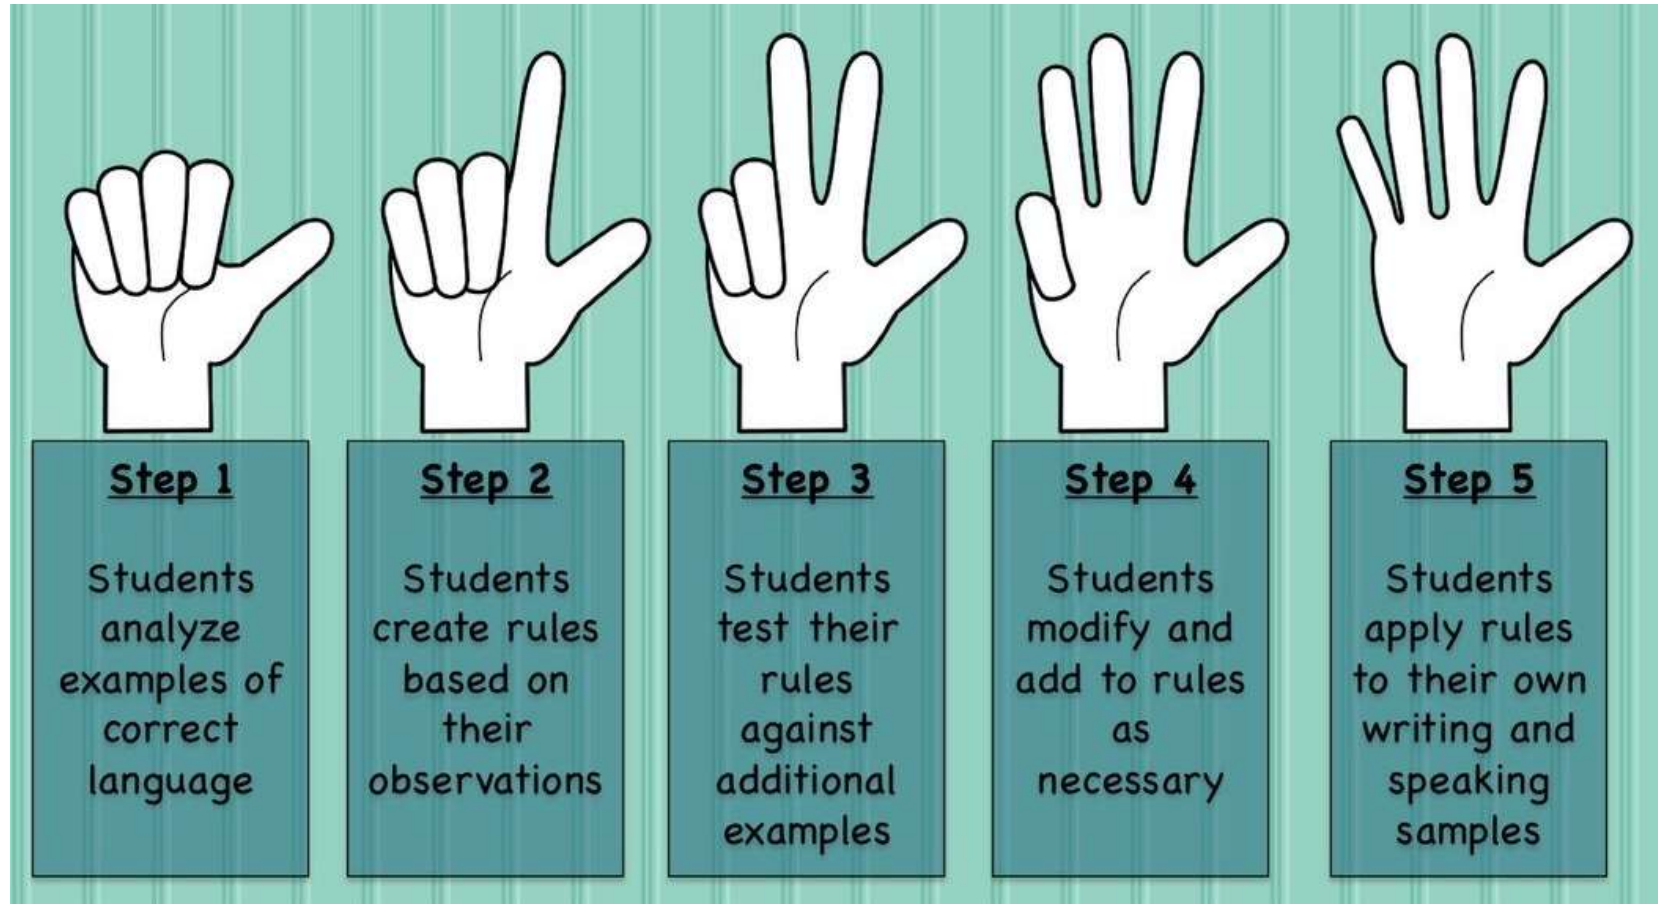 Step 1
Students
analyze
examples of
correct
language
Step 2
Students
create rules
based on
their
observations
Step 3
Students
test their
rules
against
additional
examples
Step 4
Students
modify and
add to rules
as
necessary
Step 5
Students
apply rules
to their own
writing and
speaking
samples